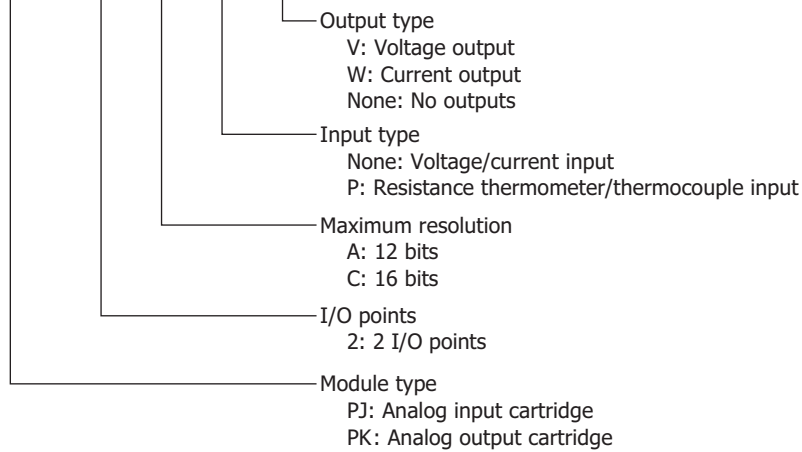 Output type
V: Voltage output
W: Current output
None: No outputs
Input type
None: Voltage/current input
P: Resistance thermometer/thermocouple input
Maximum resolution
A: 12 bits
C: 16 bits
I/O points
2: 2 I/O points
Module type
PJ: Analog input cartridge
PK: Analog output cartridge